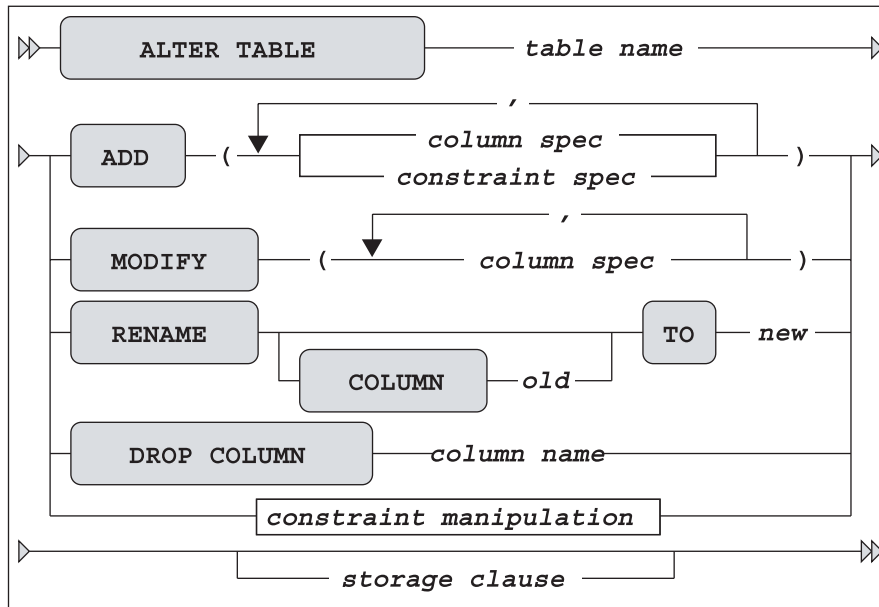 ALTER TABLE table name
,
column spec
ADD ( )
constraint spec
,
MODIFY ( column spec )
RENAME TO new
COLUMN old
DROP COLUMN column name
constraint manipulation
storage clause